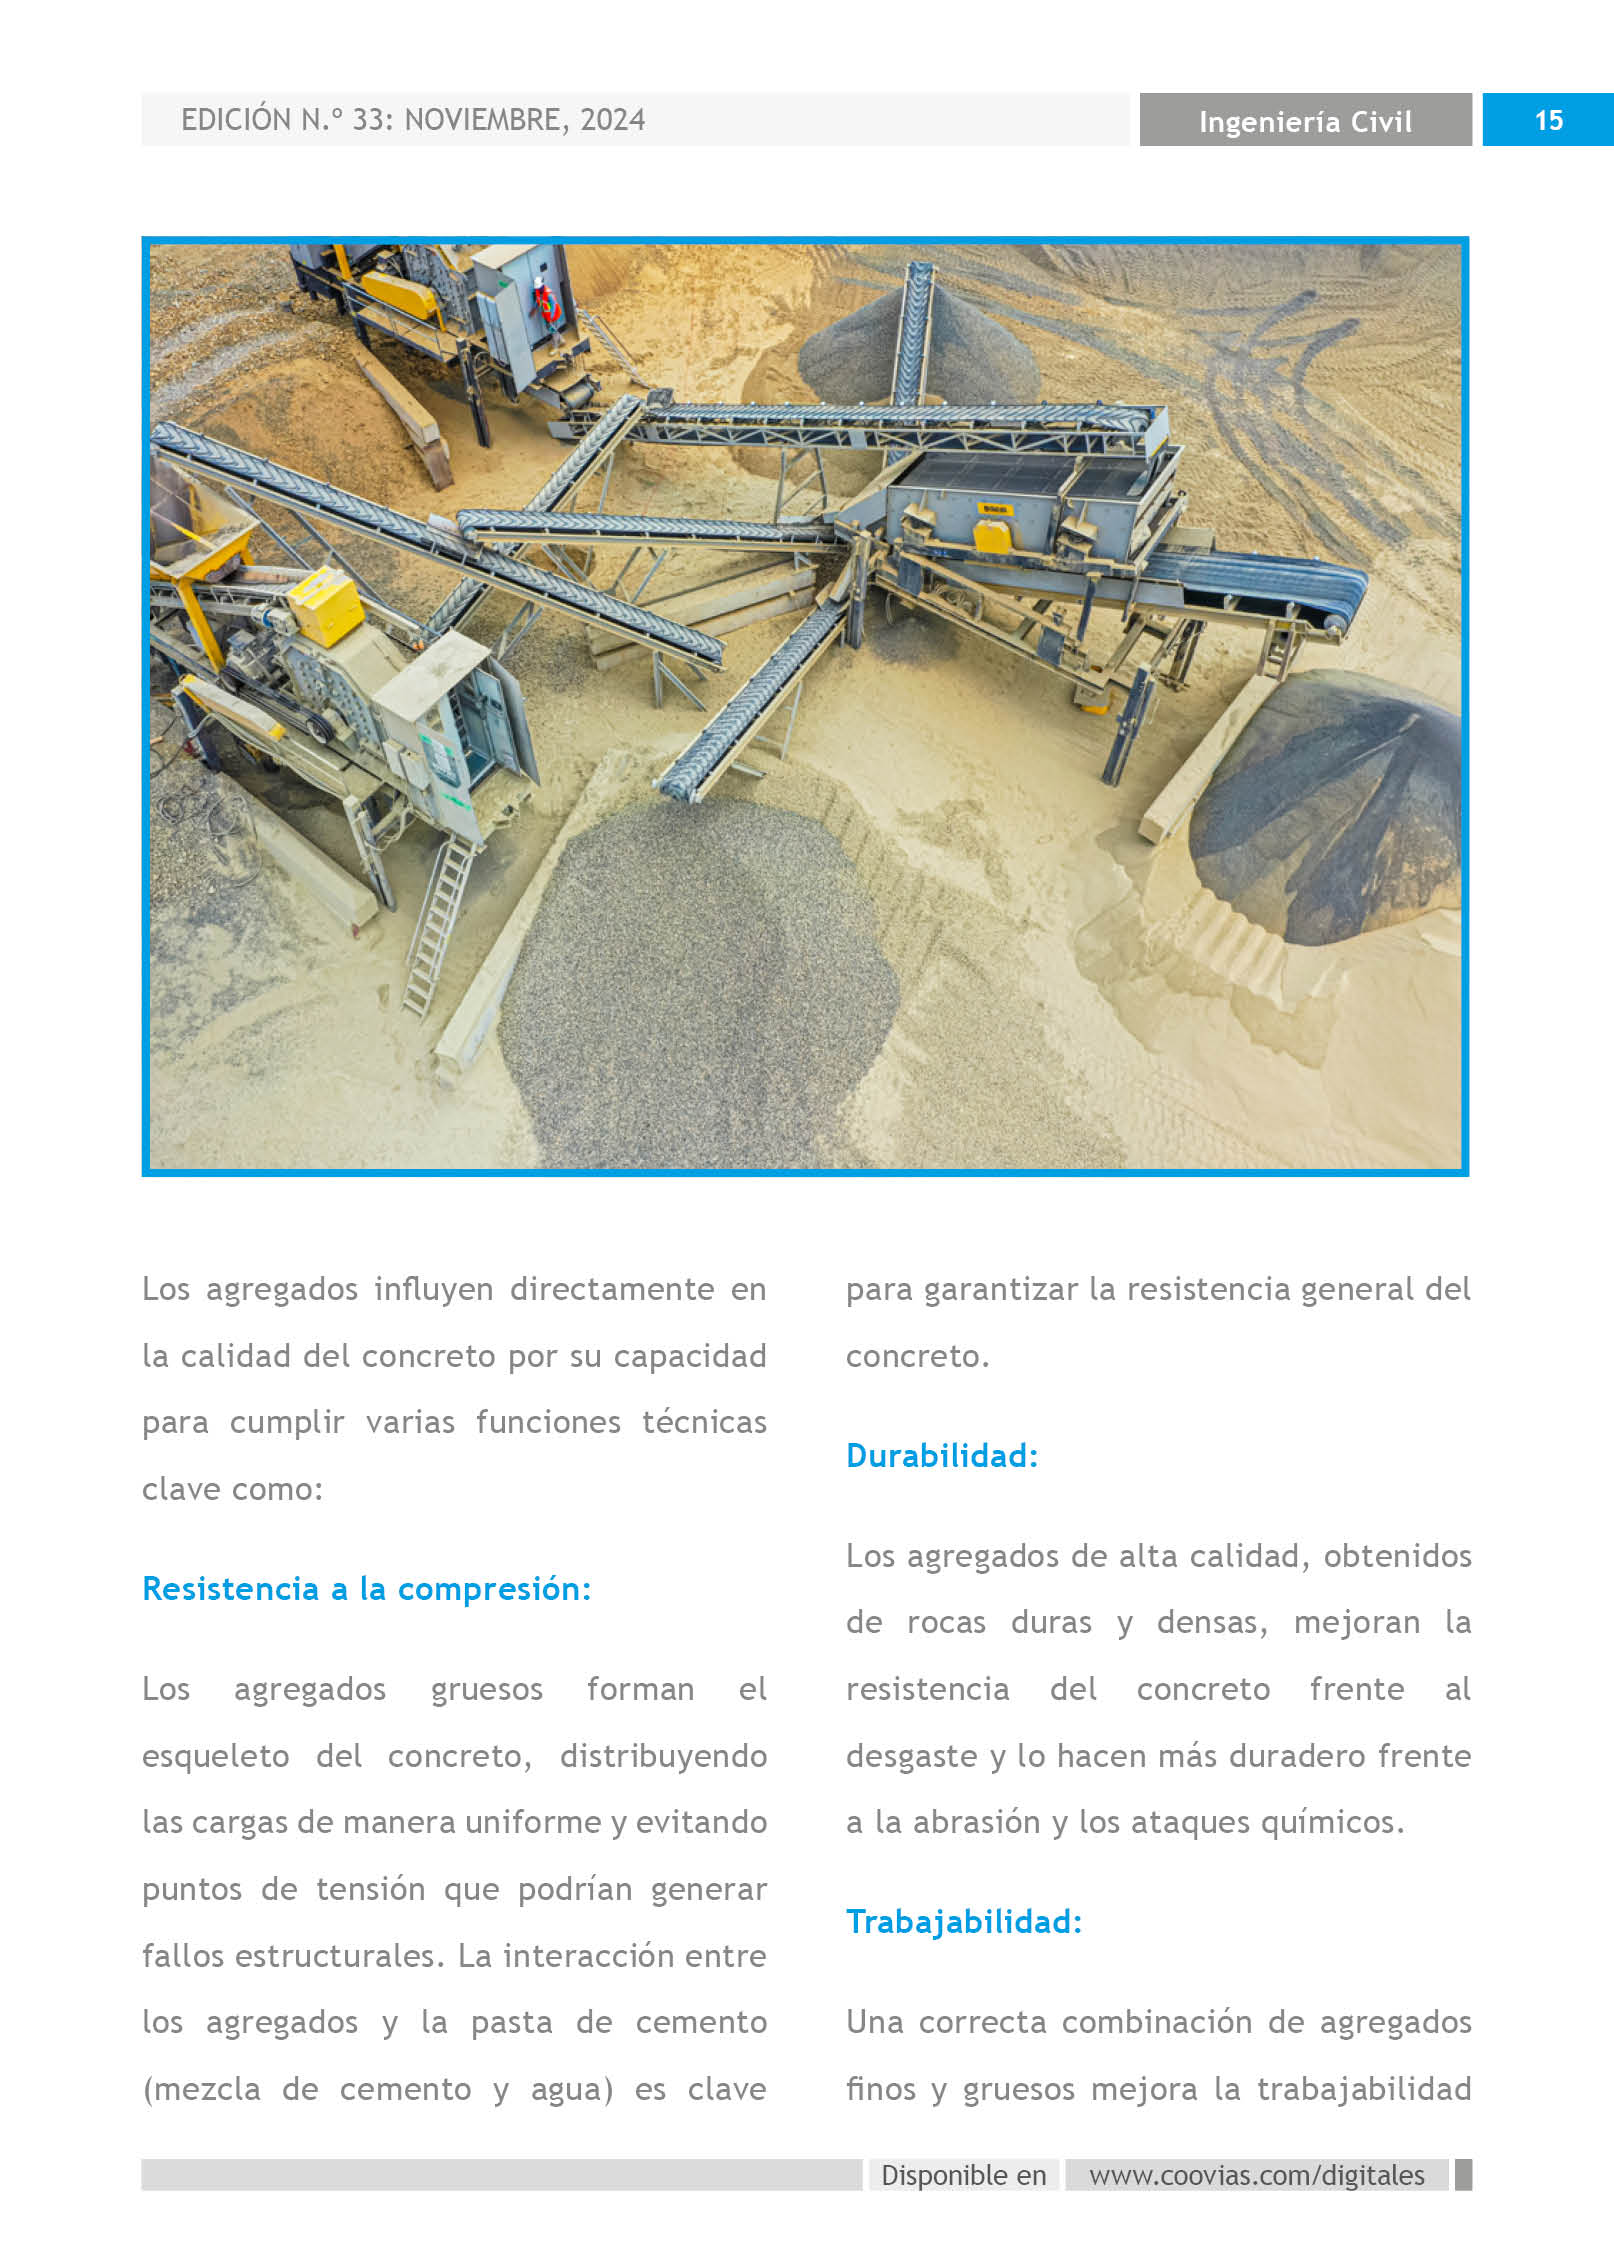 EDICIÓN N.º 33: NOVIEMBRE, 2024
Ingeniería Civil
15
Los agregados influyen directamente en
la calidad del concreto por su capacidad
para cumplir varias funciones técnicas
clave como:
Resistencia a la compresión:
Los agregados gruesos forman el
esqueleto del concreto, distribuyendo
las cargas de manera uniforme y evitando
puntos de tensión que podrían generar
fallos estructurales. La interacción entre
los agregados y la pasta de cemento
(mezcla de cemento y agua) es clave
para garantizar la resistencia general del
concreto.
Durabilidad:
Los agregados de alta calidad, obtenidos
de rocas duras y densas, mejoran la
resistencia del concreto frente al
desgaste y lo hacen más duradero frente
a la abrasión y los ataques químicos.
Trabajabilidad:
Una correcta combinación de agregados
finos y gruesos mejora la trabajabilidad
Disponible en
www.coovias.com/digitales